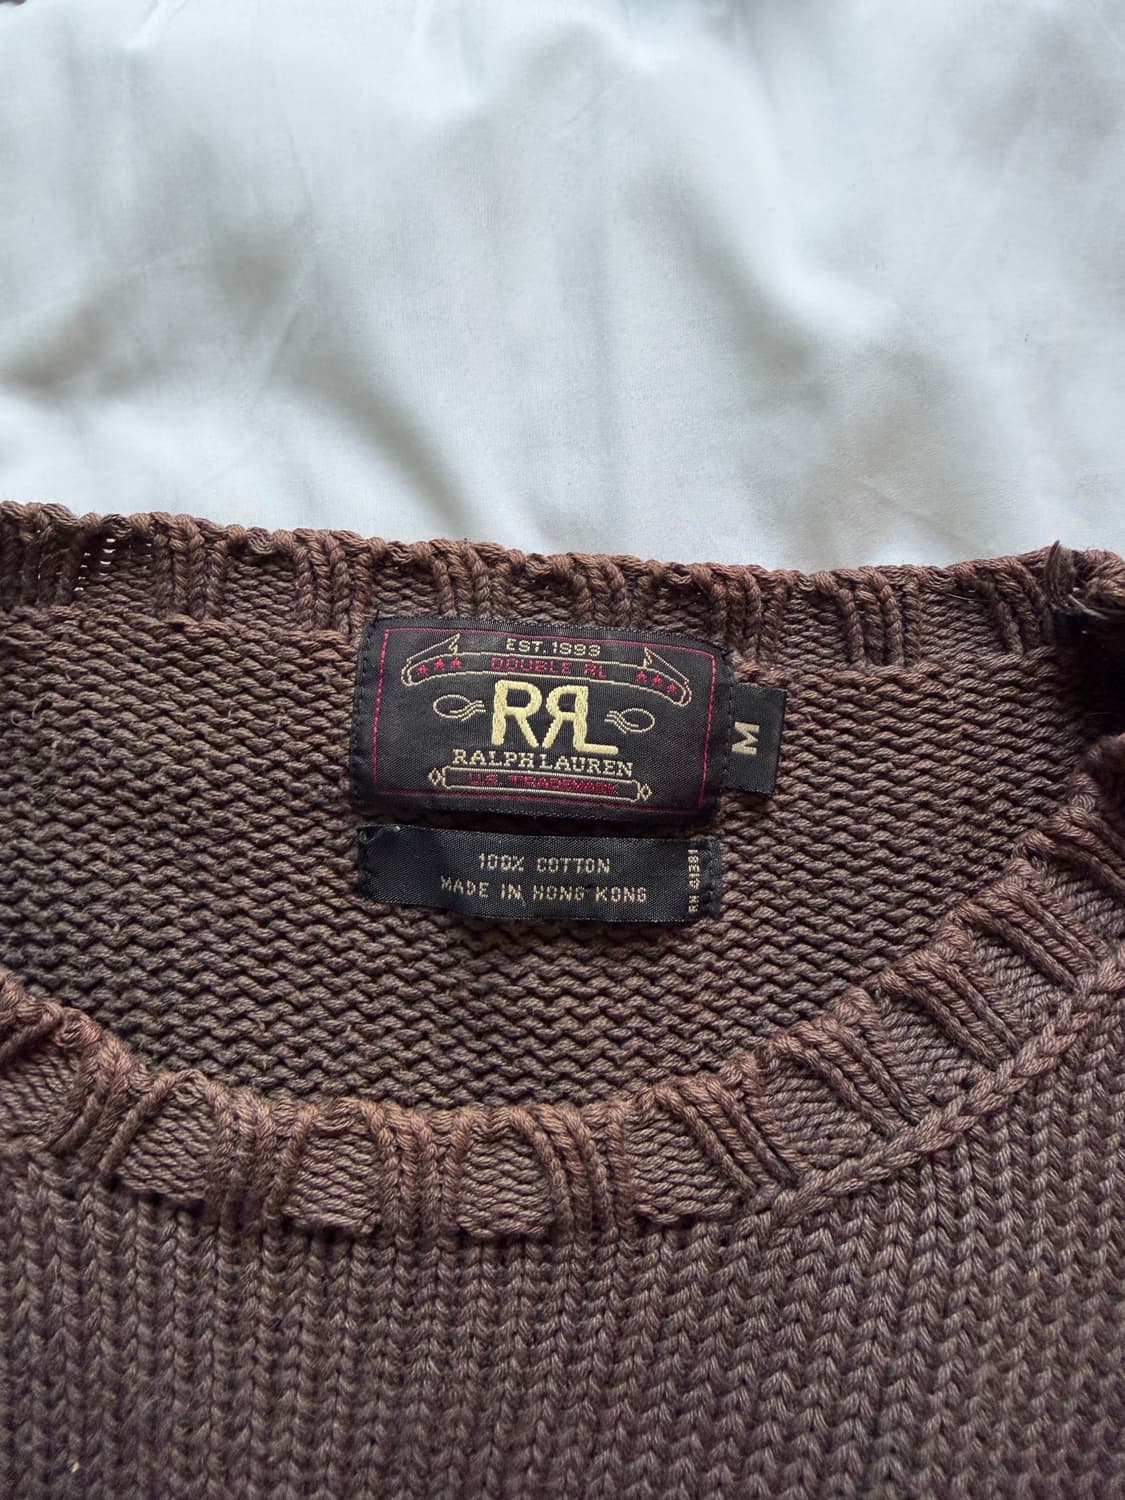 EST. 1993
DOUBLE RL
RRL
RALPH LAUREN
U.S. TRADEMARK
M
100% COTTON
MADE IN HONG KONG
RN 41381